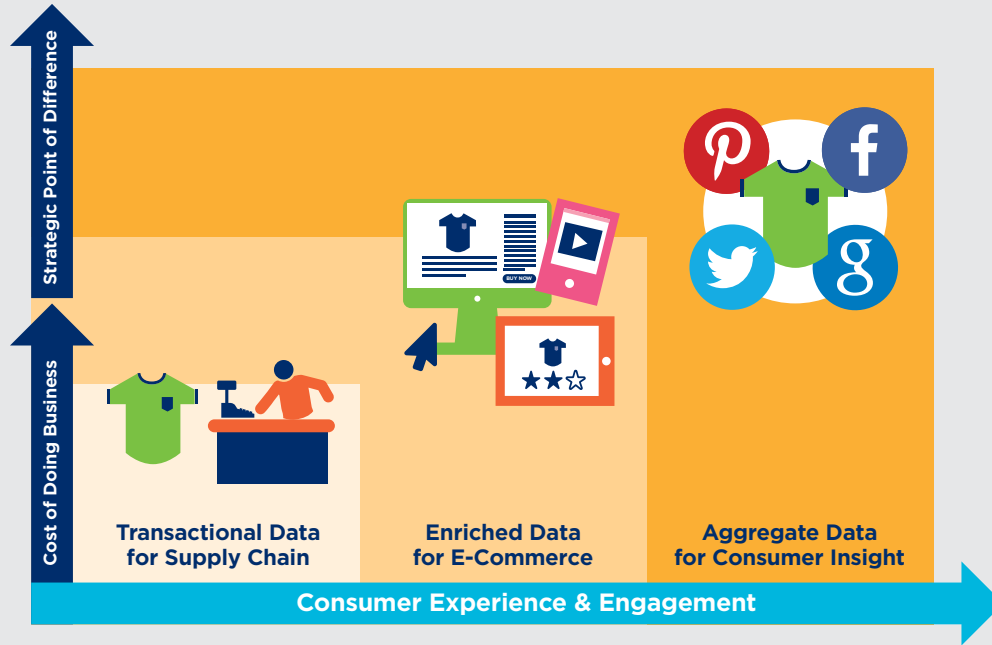 Strategic Point of Difference
Cost of Doing Business
BUY NOW
Transactional Data
for Supply Chain
Enriched Data
for E-Commerce
Aggregate Data
for Consumer Insight
Consumer Experience & Engagement